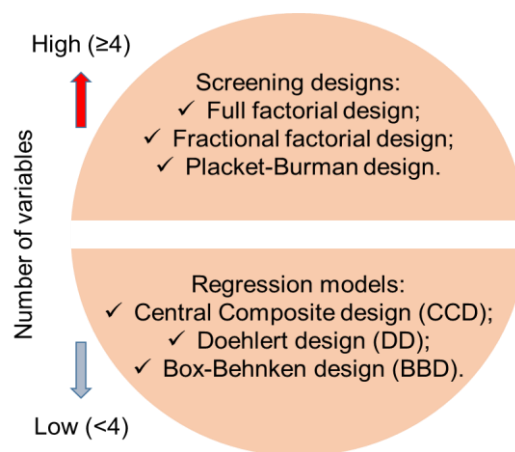 High (≥4)
Number of variables
Low (<4)
Screening designs:
✓ Full factorial design;
✓ Fractional factorial design;
✓ Placket-Burman design.
Regression models:
✓ Central Composite design (CCD);
✓ Doehlert design (DD);
✓ Box-Behnken design (BBD).